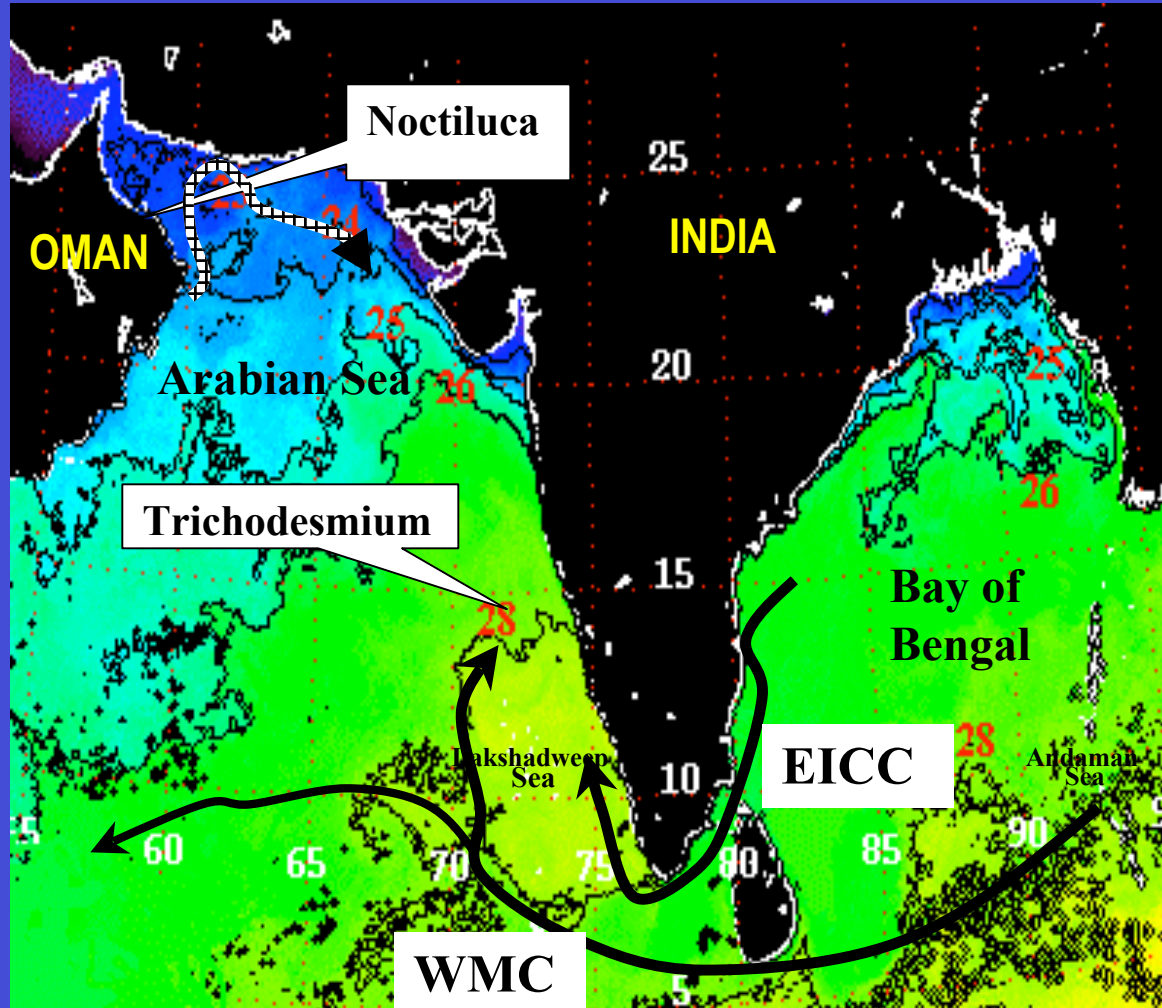 Noctiluca
25
OMAN
INDIA
24
25
20
Arabian Sea
26
25
26
Trichodesmium
15
Bay of
Bengal
28
28
EICC
Lakshadweep
Sea
Andaman
Sea
10
60
65
70
75
80
85
90
WMC
5